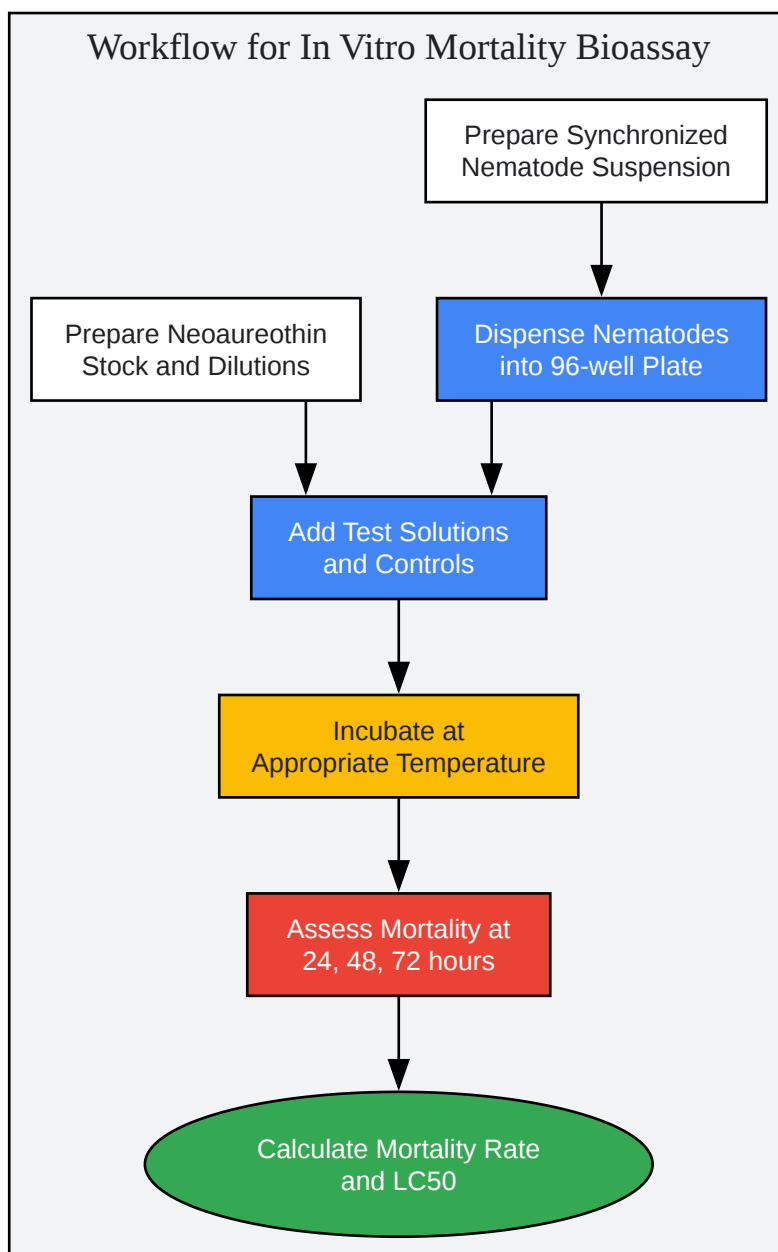 Workflow for In Vitro Mortality Bioassay
Prepare Synchronized
Nematode Suspension
Prepare Neoaureothin
Stock and Dilutions
Dispense Nematodes
into 96-well Plate
Add Test Solutions
and Controls
Incubate at
Appropriate Temperature
Assess Mortality at
24, 48, 72 hours
Calculate Mortality Rate
and LC50